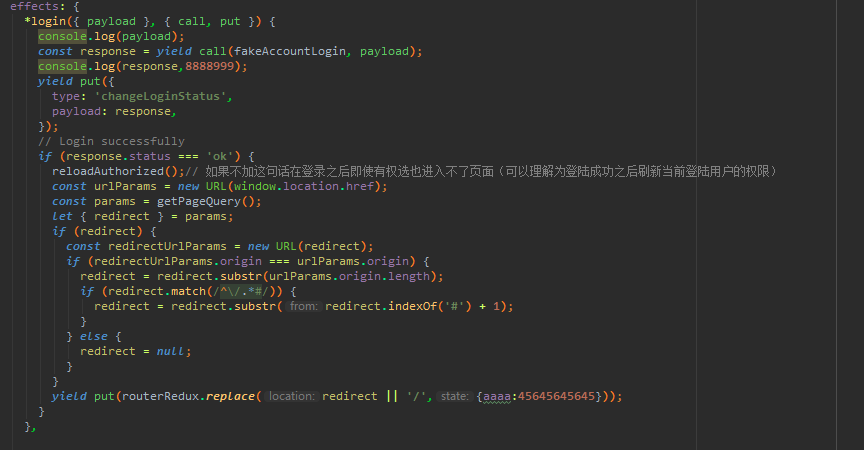 effects: {
*login({ payload }, { call, put }) {
console.log(payload);
const response = yield call(fakeAccountLogin, payload);
console.log(response,8888999);
yield put({
type: 'changeLoginStatus',
payload: response,
});
// Login successfully
if (response.status === 'ok') {
reloadAuthorized();// 如果不加这句话在登录之后即使有权选也进入不了页面（可以理解为登陆成功之后刷新当前登陆用户的权限）
const urlParams = new URL(window.location.href);
const params = getPageQuery();
let { redirect } = params;
if (redirect) {
const redirectUrlParams = new URL(redirect);
if (redirectUrlParams.origin === urlParams.origin) {
redirect = redirect.substr(urlParams.origin.length);
if (redirect.match(/^\/.*#/)) {
redirect = redirect.substr( from: redirect.indexOf('#') + 1);
}
} else {
redirect = null;
}
}
yield put(routerRedux.replace( location: redirect || '/', state: {aaaa:45645645645}));
}
},